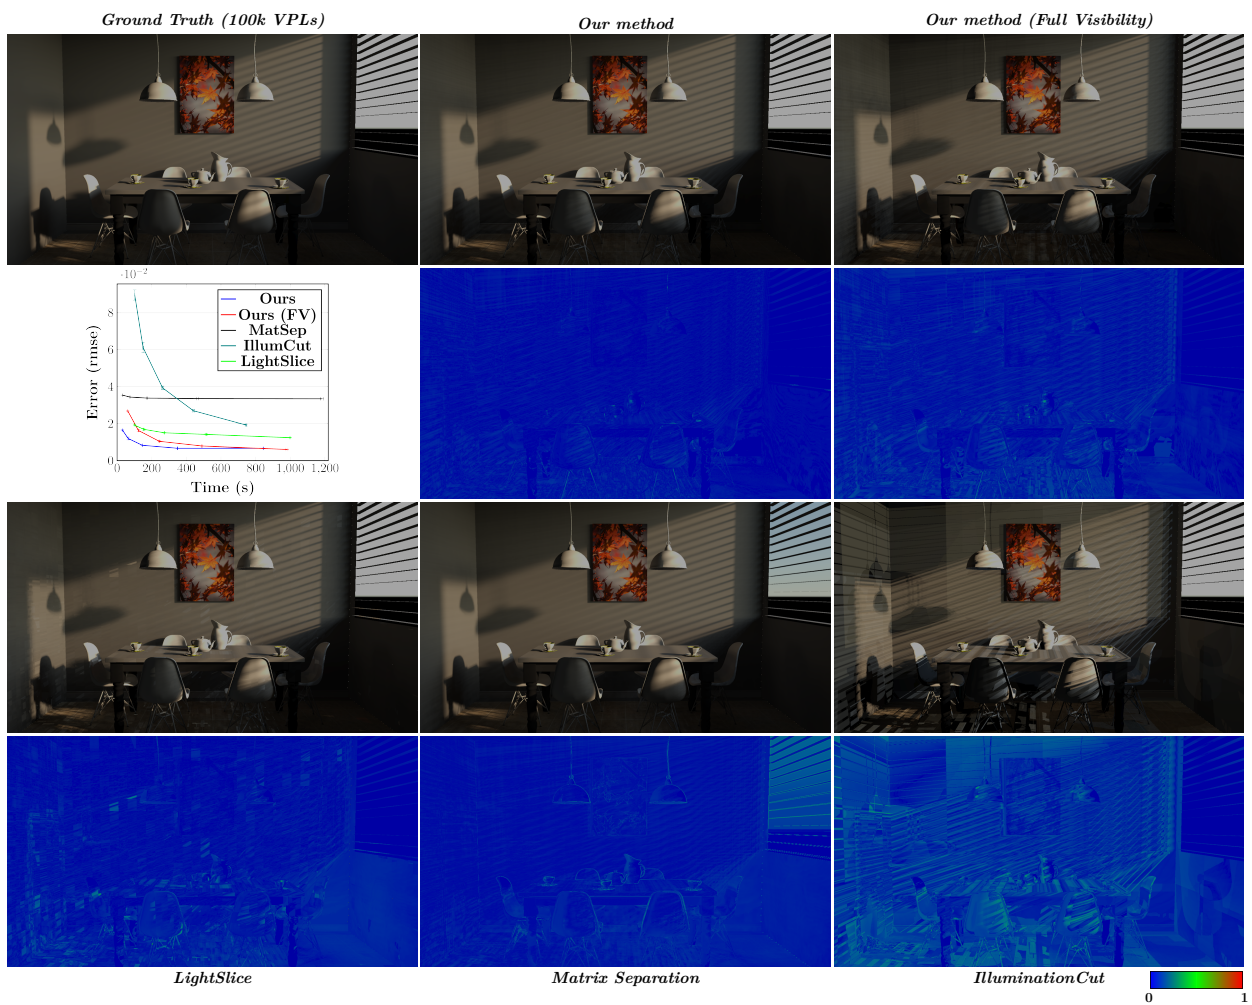 Ground Truth (100k VPLs)
Our method
Our method (Full Visibility)
·10⁻²
Ours
Ours (FV)
MatSep
IllumCut
LightSlice
8
6
4
2
0
Error (rmse)
0 200 400 600 800 1,000 1,200
Time (s)
LightSlice
Matrix Separation
IlluminationCut
0 1